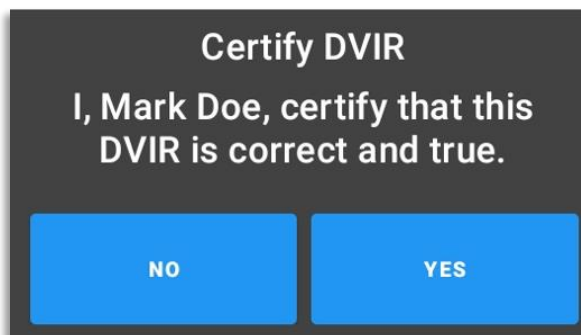 Certify DVIR
I, Mark Doe, certify that this
DVIR is correct and true.
NO
YES